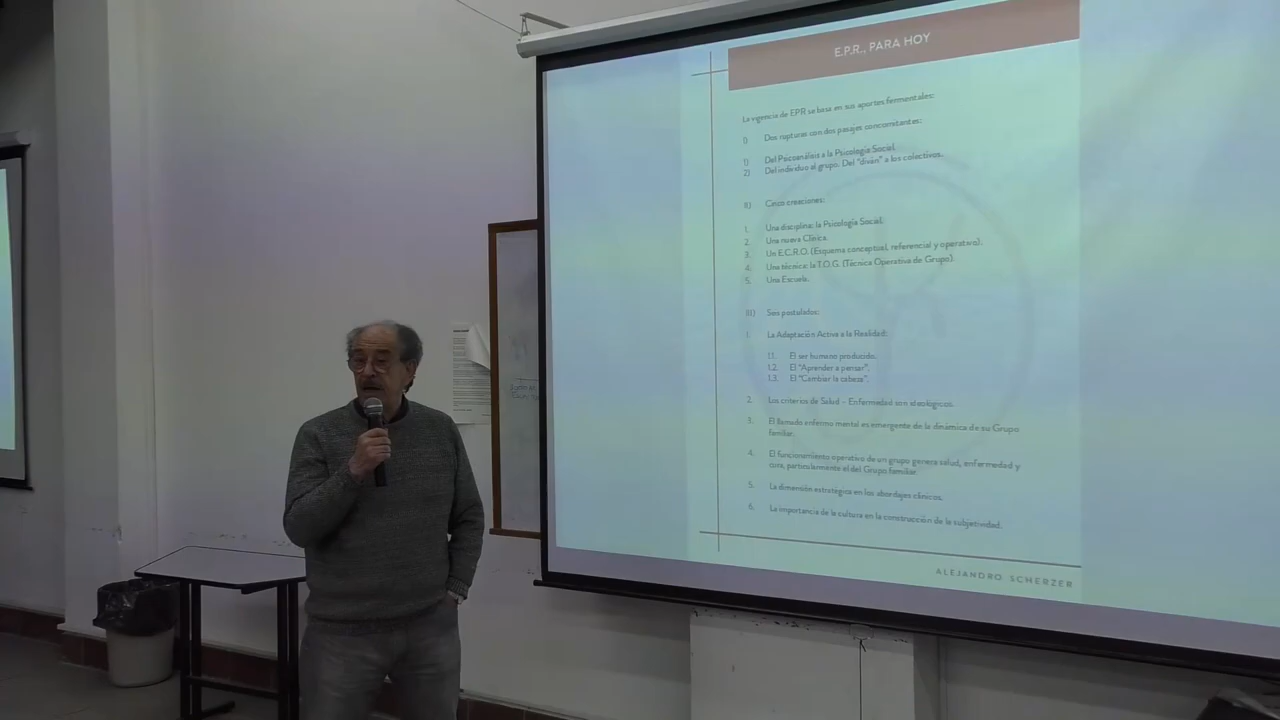 E.P.R., PARA HOY
La vigencia de EPR se basa en sus aportes fermentales:
I) Dos rupturas con dos pasajes concomitantes:
1) Del Psicoanálisis a la Psicología Social.
2) Del individuo al grupo. Del "diván" a los colectivos.
II) Cinco creaciones:
1. Una disciplina: la Psicología Social.
2. Una nueva Clínica.
3. Un E.C.R.O. (Esquema conceptual, referencial y operativo).
4. Una técnica: la T.O.G. (Técnica Operativa de Grupo).
5. Una Escuela.
III) Seis postulados:
1. La Adaptación Activa a la Realidad:
1.1. El ser humano producido.
1.2. El "Aprender a pensar".
1.3. El "Cambiar la cabeza".
2. Los criterios de Salud - Enfermedad son ideológicos.
3. El llamado enfermo mental es emergente de la dinámica de su Grupo
familiar.
4. El funcionamiento operativo de un grupo genera salud, enfermedad y
cura, particularmente el del Grupo familiar.
5. La dimensión estratégica en los abordajes clínicos.
6. La importancia de la cultura en la construcción de la subjetividad.
ALEJANDRO SCHERZER